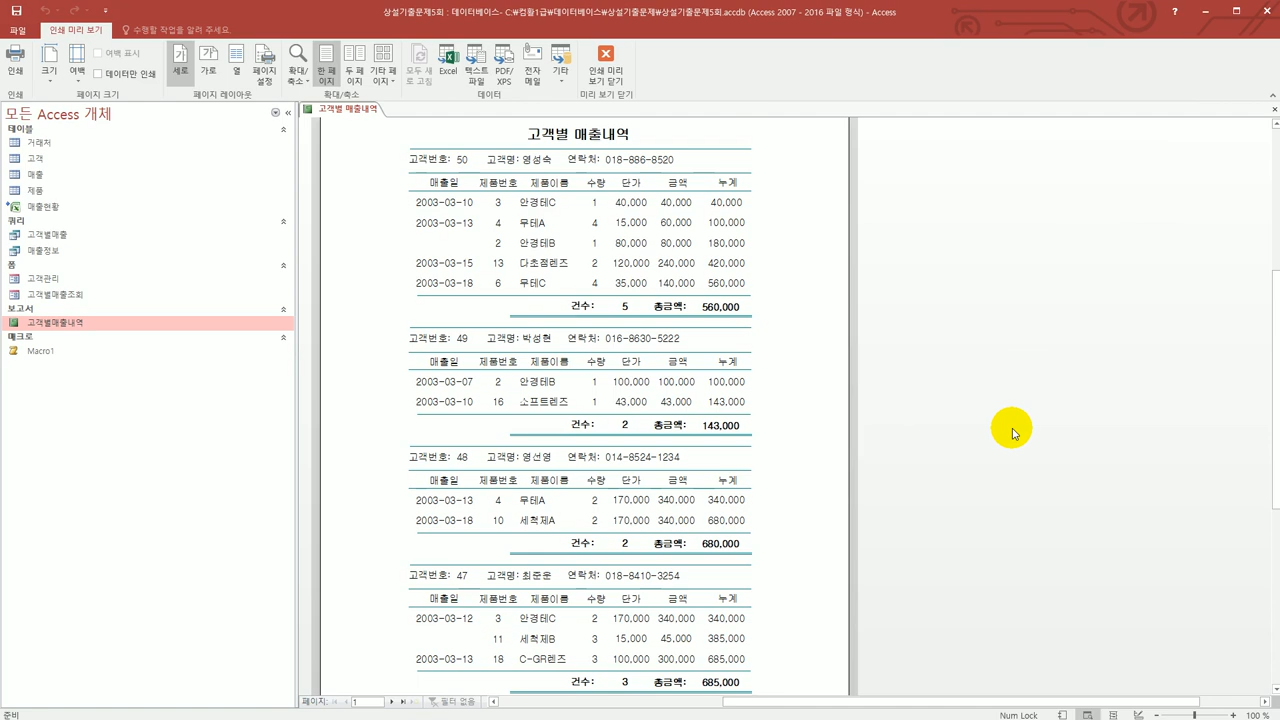 상설기출문제5회 : 데이터베이스- C:₩컴활1급₩데이터베이스₩상설기출문제₩상설기출문제5회.accdb (Access 2007 - 2016 파일 형식) - Access
?
파일 인쇄 미리 보기 수행할 작업을 알려 주세요.
인쇄 크기 여백 여백 표시 데이터만 인쇄 세로 가로 열 페이지 설정 확대/축소 한 페이지 두 페이지 기타 페이지 모두 새로 고침 Excel 텍스트 파일 PDF/XPS 전자 메일 기타 인쇄 미리 보기 닫기
인쇄 페이지 크기 페이지 레이아웃 확대/축소 데이터 미리 보기 닫기
모든 Access 개체
테이블
거래처
고객
매출
제품
매출현황
쿼리
고객별매출
매출정보
폼
고객관리
고객별매출조회
보고서
고객별매출내역
매크로
Macro1
고객별 매출내역
고객별 매출내역
고객번호: 50 고객명: 영성숙 연락처: 018-886-8520
매출일 제품번호 제품이름 수량 단가 금액 누계
2003-03-10 3 안경테C 1 40,000 40,000 40,000
2003-03-13 4 무테A 4 15,000 60,000 100,000
2 안경테B 1 80,000 80,000 180,000
2003-03-15 13 다초점렌즈 2 120,000 240,000 420,000
2003-03-18 6 무테C 4 35,000 140,000 560,000
건수: 5 총금액: 560,000
고객번호: 49 고객명: 박성현 연락처: 016-8630-5222
매출일 제품번호 제품이름 수량 단가 금액 누계
2003-03-07 2 안경테B 1 100,000 100,000 100,000
2003-03-10 16 소프트렌즈 1 43,000 43,000 143,000
건수: 2 총금액: 143,000
고객번호: 48 고객명: 영선영 연락처: 014-8524-1234
매출일 제품번호 제품이름 수량 단가 금액 누계
2003-03-13 4 무테A 2 170,000 340,000 340,000
2003-03-18 10 세척제A 2 170,000 340,000 680,000
건수: 2 총금액: 680,000
고객번호: 47 고객명: 최준운 연락처: 018-8410-3254
매출일 제품번호 제품이름 수량 단가 금액 누계
2003-03-12 3 안경테C 2 170,000 340,000 340,000
11 세척제B 3 15,000 45,000 385,000
2003-03-13 18 C-GR렌즈 3 100,000 300,000 685,000
건수: 3 총금액: 685,000
페이지: 1 필터 없음
준비 Num Lock 100 %